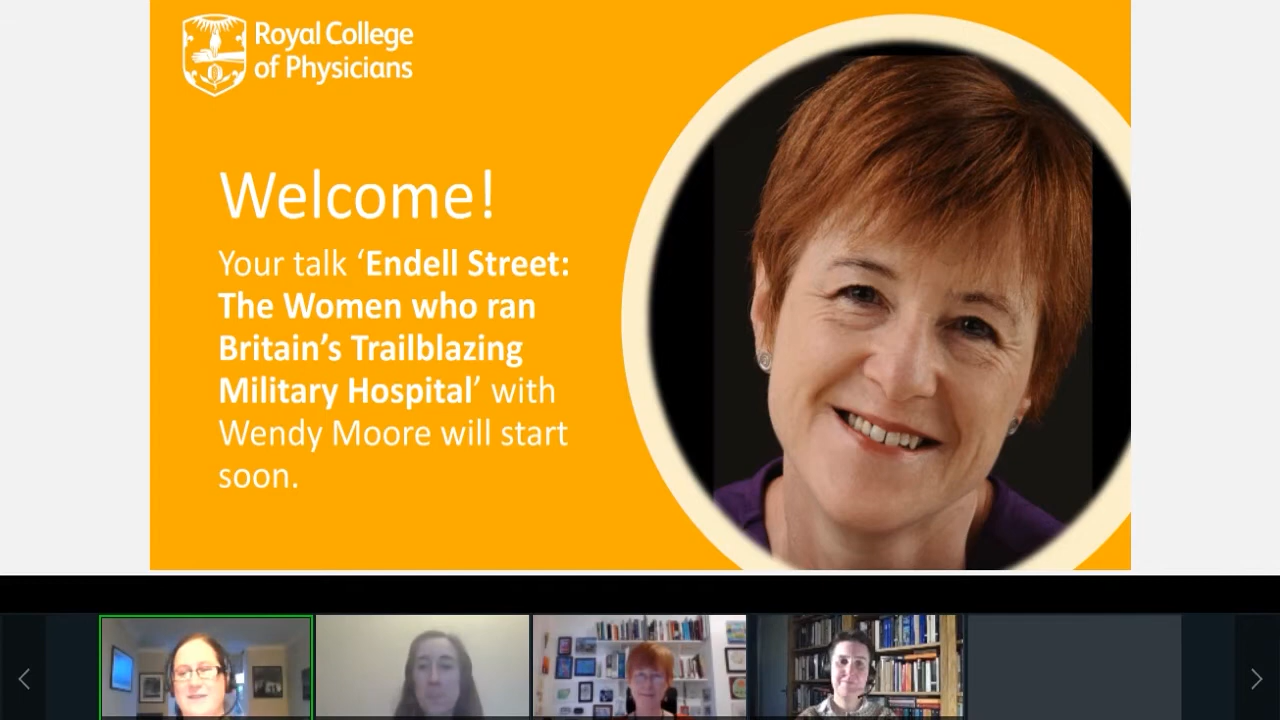 Royal College
of Physicians
Welcome!
Your talk ‘Endell Street:
The Women who ran
Britain’s Trailblazing
Military Hospital’ with
Wendy Moore will start
soon.